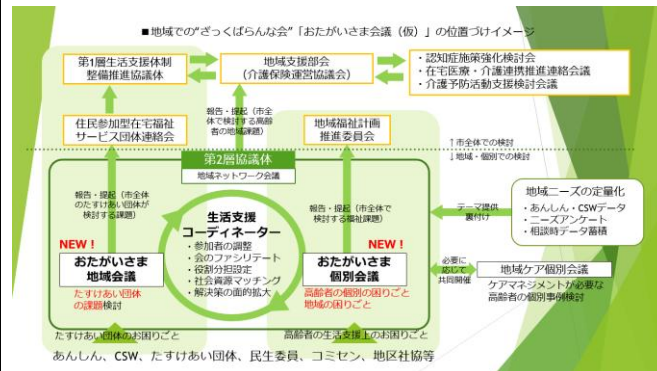 ■地域での“ざっくばらんな会”「おたがいさま会議(仮)」の位置づけイメージ
第1層生活支援体制
整備推進協議体
地域支援部会
(介護保険運営協議会)
・認知症施策強化検討会
・在宅医療・介護連携推進連絡会議
・介護予防活動支援検討会議
住民参加型在宅福祉
サービス団体連絡会
報告・提起(市全
体で検討する高齢
者の地域課題)
地域福祉計画
推進委員会
↑市全体での検討
↓地域・個別での検討
第2層協議体
地域ネットワーク会議
報告・提起(市全体
のたすけあい団体が
検討する課題)
報告・提起(市全体で
検討する福祉課題)
生活支援
コーディネーター
・参加者の調整
・会のファシリテート
・役割分担設定
・社会資源マッチング
・解決策の面的拡大
NEW!
おたがいさま
地域会議
たすけあい団体
の課題検討
NEW!
おたがいさま
個別会議
高齢者の個別の困りごと
地域の困りごと
テーマ提供
裏付け
地域ニーズの定量化
・あんしん・CSWデータ
・ニーズアンケート
・相談時データ蓄積
必要に
応じて
共同開催
地域ケア個別会議
ケアマネジメントが必要な
高齢者の個別事例検討
たすけあい団体のお困りごと
高齢者の生活支援上のお困りごと
あんしん、CSW、たすけあい団体、民生委員、コミセン、地区社協等